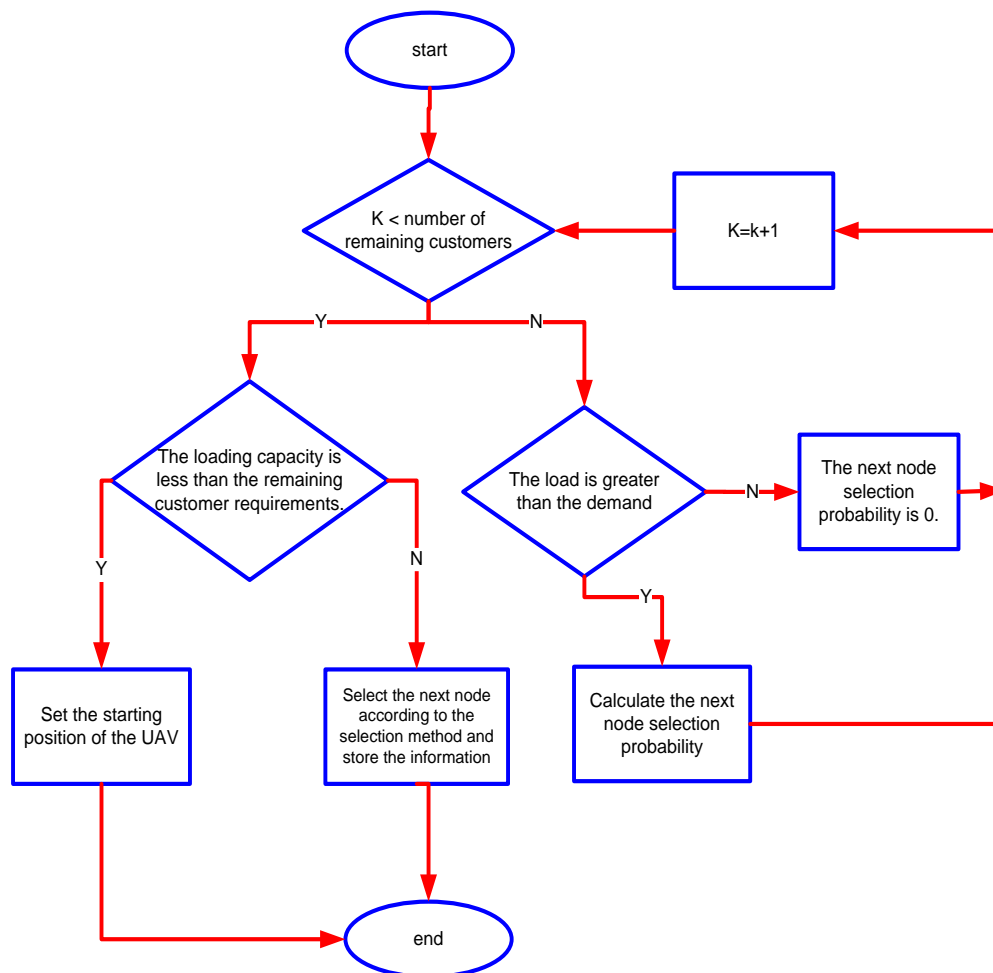 start
K < number of
remaining customers
K=k+1
Y
N
The loading capacity is
less than the remaining
customer requirements.
The load is greater
than the demand
N
The next node
selection
probability is 0.
Y
N
Y
Set the starting
position of the UAV
Select the next node
according to the
selection method and
store the information
Calculate the next
node selection
probability
end